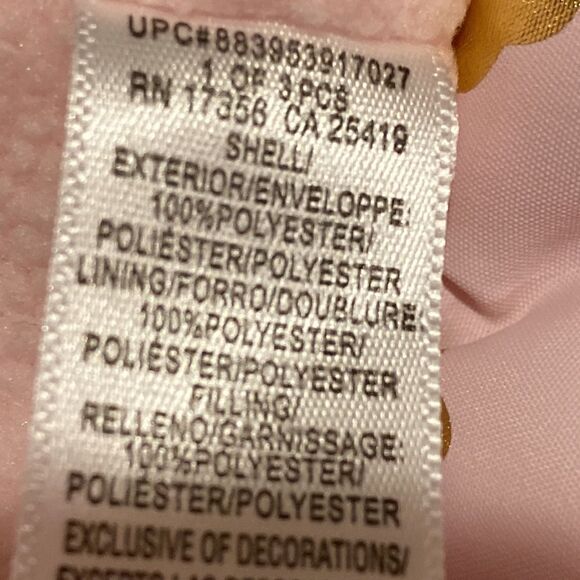 UPC#883953917027
1 OF 3 PCS
RN 17356 CA 25419
SHELL/
EXTERIOR/ENVELOPPE:
100%POLYESTER/
POLIÉSTER/POLYESTER
LINING/FORRO/DOUBLURE:
100%POLYESTER/
POLIÉSTER/POLYESTER
FILLING/
RELLENO/GARNISSAGE:
100%POLYESTER/
POLIÉSTER/POLYESTER
EXCLUSIVE OF DECORATIONS/